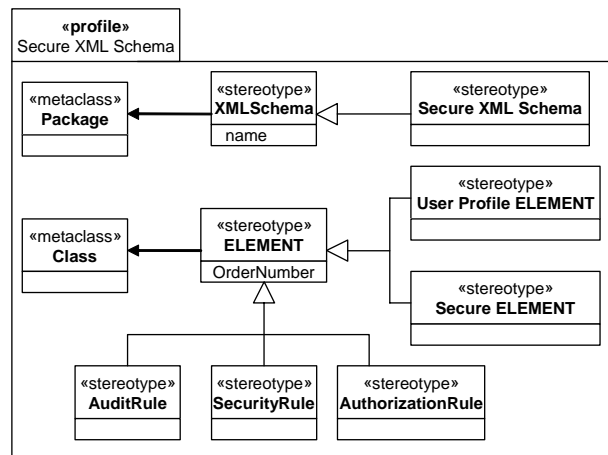 «profile»
Secure XML Schema
«metaclass»
Package
«stereotype»
XMLSchema
name
«stereotype»
Secure XML Schema
«stereotype»
User Profile ELEMENT
«metaclass»
Class
«stereotype»
ELEMENT
OrderNumber
«stereotype»
Secure ELEMENT
«stereotype»
AuditRule
«stereotype»
SecurityRule
«stereotype»
AuthorizationRule